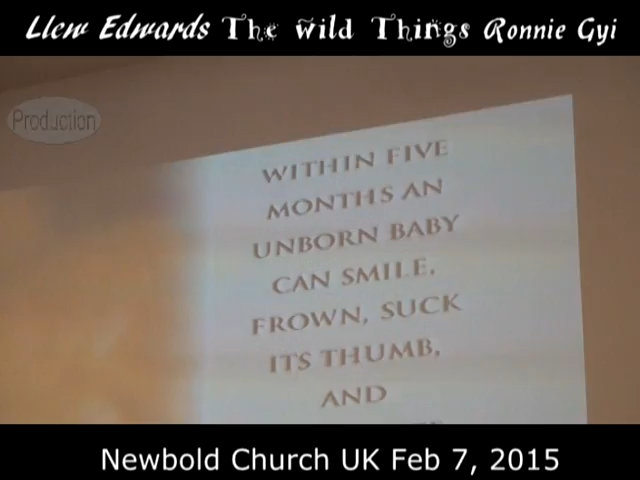 Llew Edwards The Wild Things Ronnie Gyi
Production
WITHIN FIVE
MONTHS AN
UNBORN BABY
CAN SMILE,
FROWN, SUCK
ITS THUMB,
AND
Newbold Church UK Feb 7, 2015